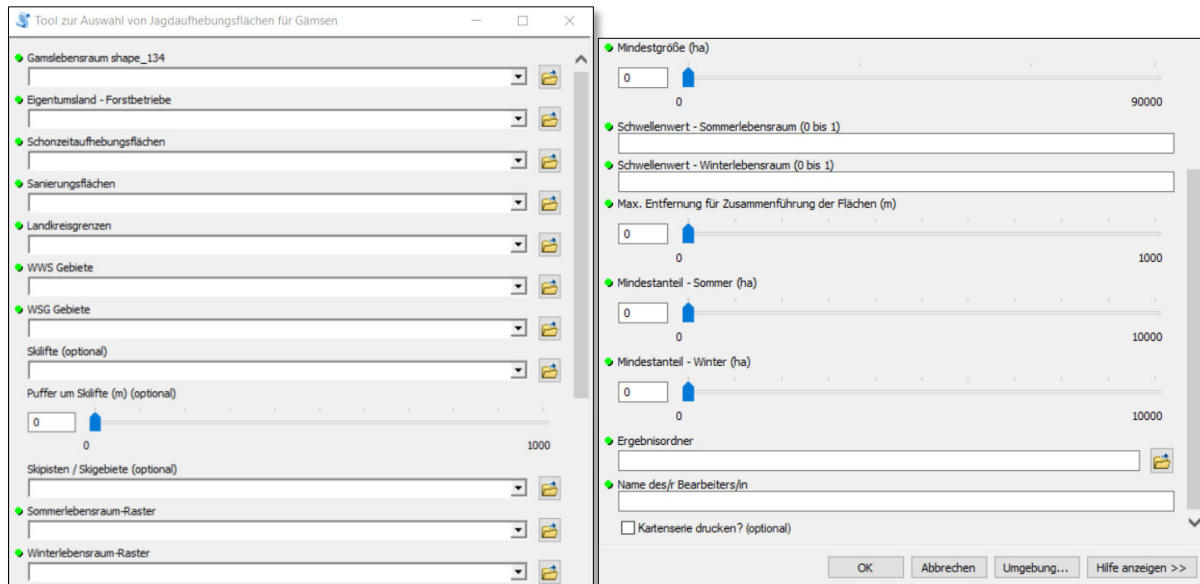 Tool zur Auswahl von Jagdaufhebungsflächen für Gämsen
Gamslebensraum shape_134
Eigentumsland - Forstbetriebe
Schonzeitaufhebungsflächen
Sanierungsflächen
Landkreisgrenzen
WWS Gebiete
WSG Gebiete
Skilifte (optional)
Puffer um Skilifte (m) (optional)
0
0 1000
Skipisten / Skigebiete (optional)
Sommerlebensraum-Raster
Winterlebensraum-Raster
Mindestgröße (ha)
0
0 90000
Schwellenwert - Sommerlebensraum (0 bis 1)
Schwellenwert - Winterlebensraum (0 bis 1)
Max. Entfernung für Zusammenführung der Flächen (m)
0
0 1000
Mindestanteil - Sommer (ha)
0
0 10000
Mindestanteil - Winter (ha)
0
0 10000
Ergebnisordner
Name des/r Bearbeiters/in
Kartenserie drucken? (optional)
OK Abbrechen Umgebung... Hilfe anzeigen >>